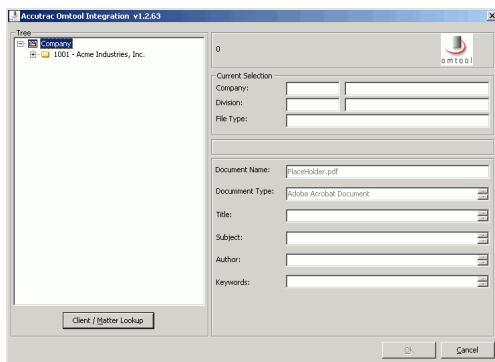 Accutrac Omtool Integration v1.2.63
Tree
Company
1001 - Acme Industries, Inc.
Client / Matter Lookup
0
omtool
Current Selection
Company:
Division:
File Type:
Document Name: PlaceHolder.pdf
Documment Type: Adobe Acrobat Document
Title:
Subject:
Author:
Keywords:
Ok Cancel